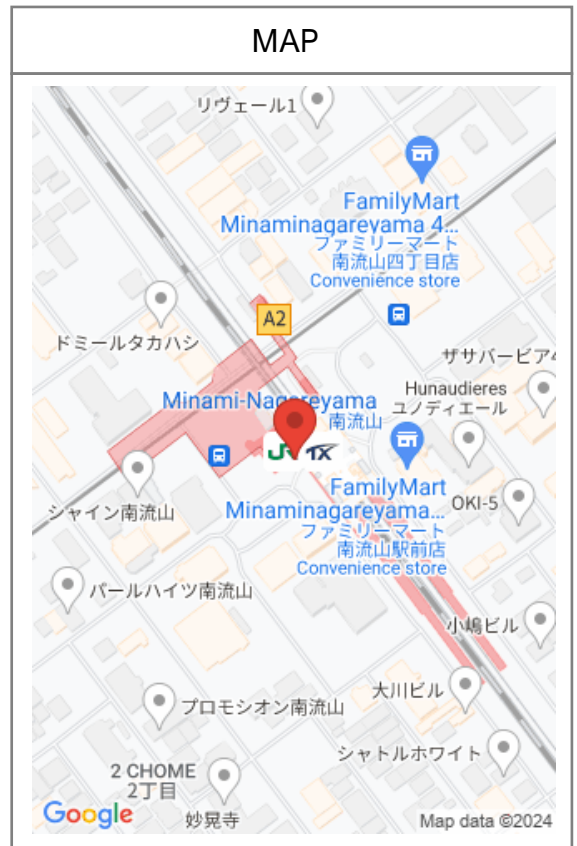 MAP
リヴェール1
FamilyMart
Minaminagareyama 4...
ファミリーマート
南流山四丁目店
Convenience store
A2
ドミールタカハシ
ザサバービア
Minami-Nagareyama
南流山
Hunaudieres
ユノディエール
JR TX
シャイン南流山
FamilyMart
Minaminagareyama...
ファミリーマート
南流山駅前店
Convenience store
OKI-5
パールハイツ南流山
小嶋ビル
大川ビル
プロモシオン南流山
シャトルホワイト
2 CHOME
2丁目
妙晃寺
Google
Map data ©2024